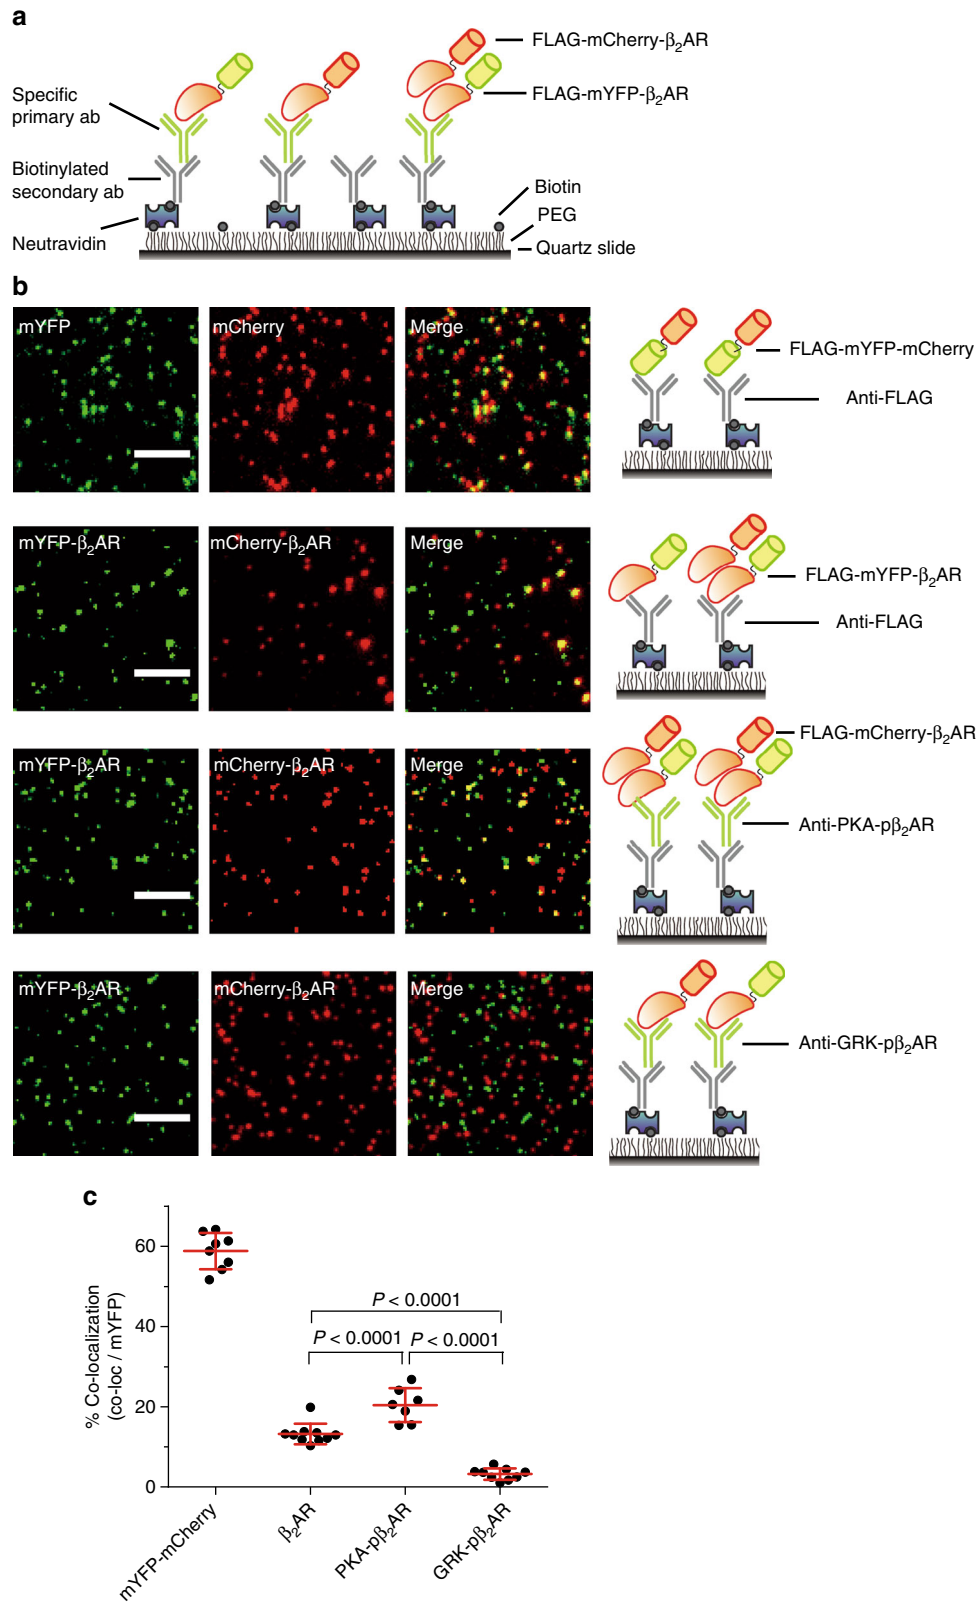 a
FLAG-mCherry-β₂AR
FLAG-mYFP-β₂AR
Specific
primary ab
Biotinylated
secondary ab
Neutravidin
Biotin
PEG
Quartz slide
b
mYFP
mCherry
Merge
FLAG-mYFP-mCherry
Anti-FLAG
mYFP-β₂AR
mCherry-β₂AR
Merge
FLAG-mYFP-β₂AR
Anti-FLAG
mYFP-β₂AR
mCherry-β₂AR
Merge
FLAG-mCherry-β₂AR
Anti-PKA-pβ₂AR
mYFP-β₂AR
mCherry-β₂AR
Merge
Anti-GRK-pβ₂AR
c
% Co-localization
(co-loc / mYFP)
60
40
20
0
P < 0.0001
P < 0.0001
P < 0.0001
mYFP-mCherry
β₂AR
PKA-pβ₂AR
GRK-pβ₂AR